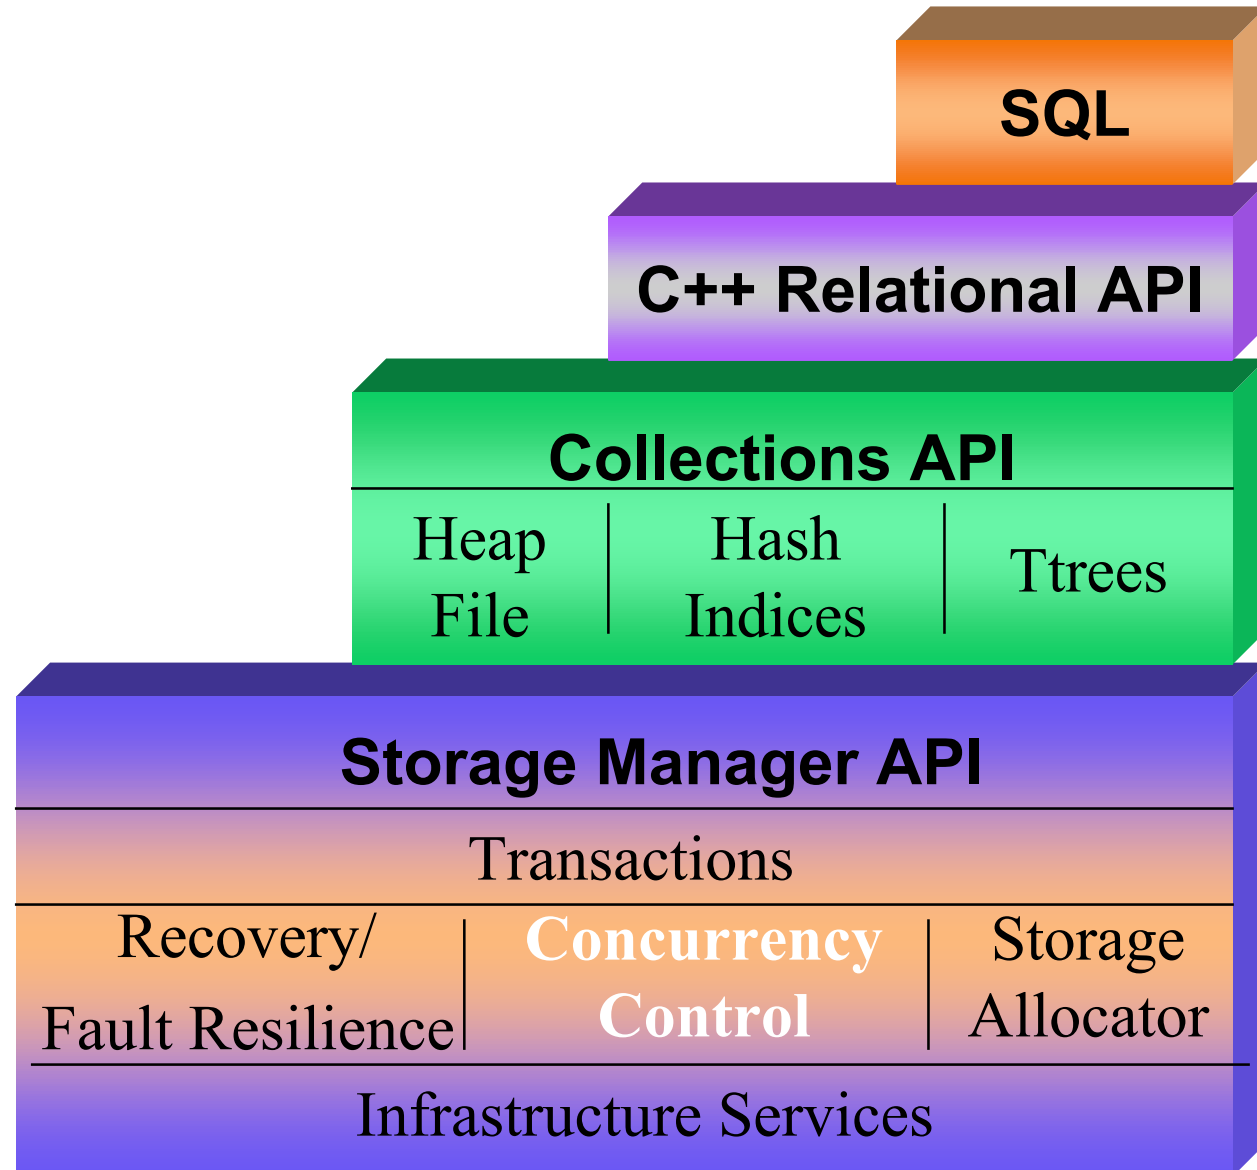 SQL
C++ Relational API
Collections API
Heap
File
Hash
Indices
Ttrees
Storage Manager API
Transactions
Recovery/
Fault Resilience
Concurrency
Control
Storage
Allocator
Infrastructure Services